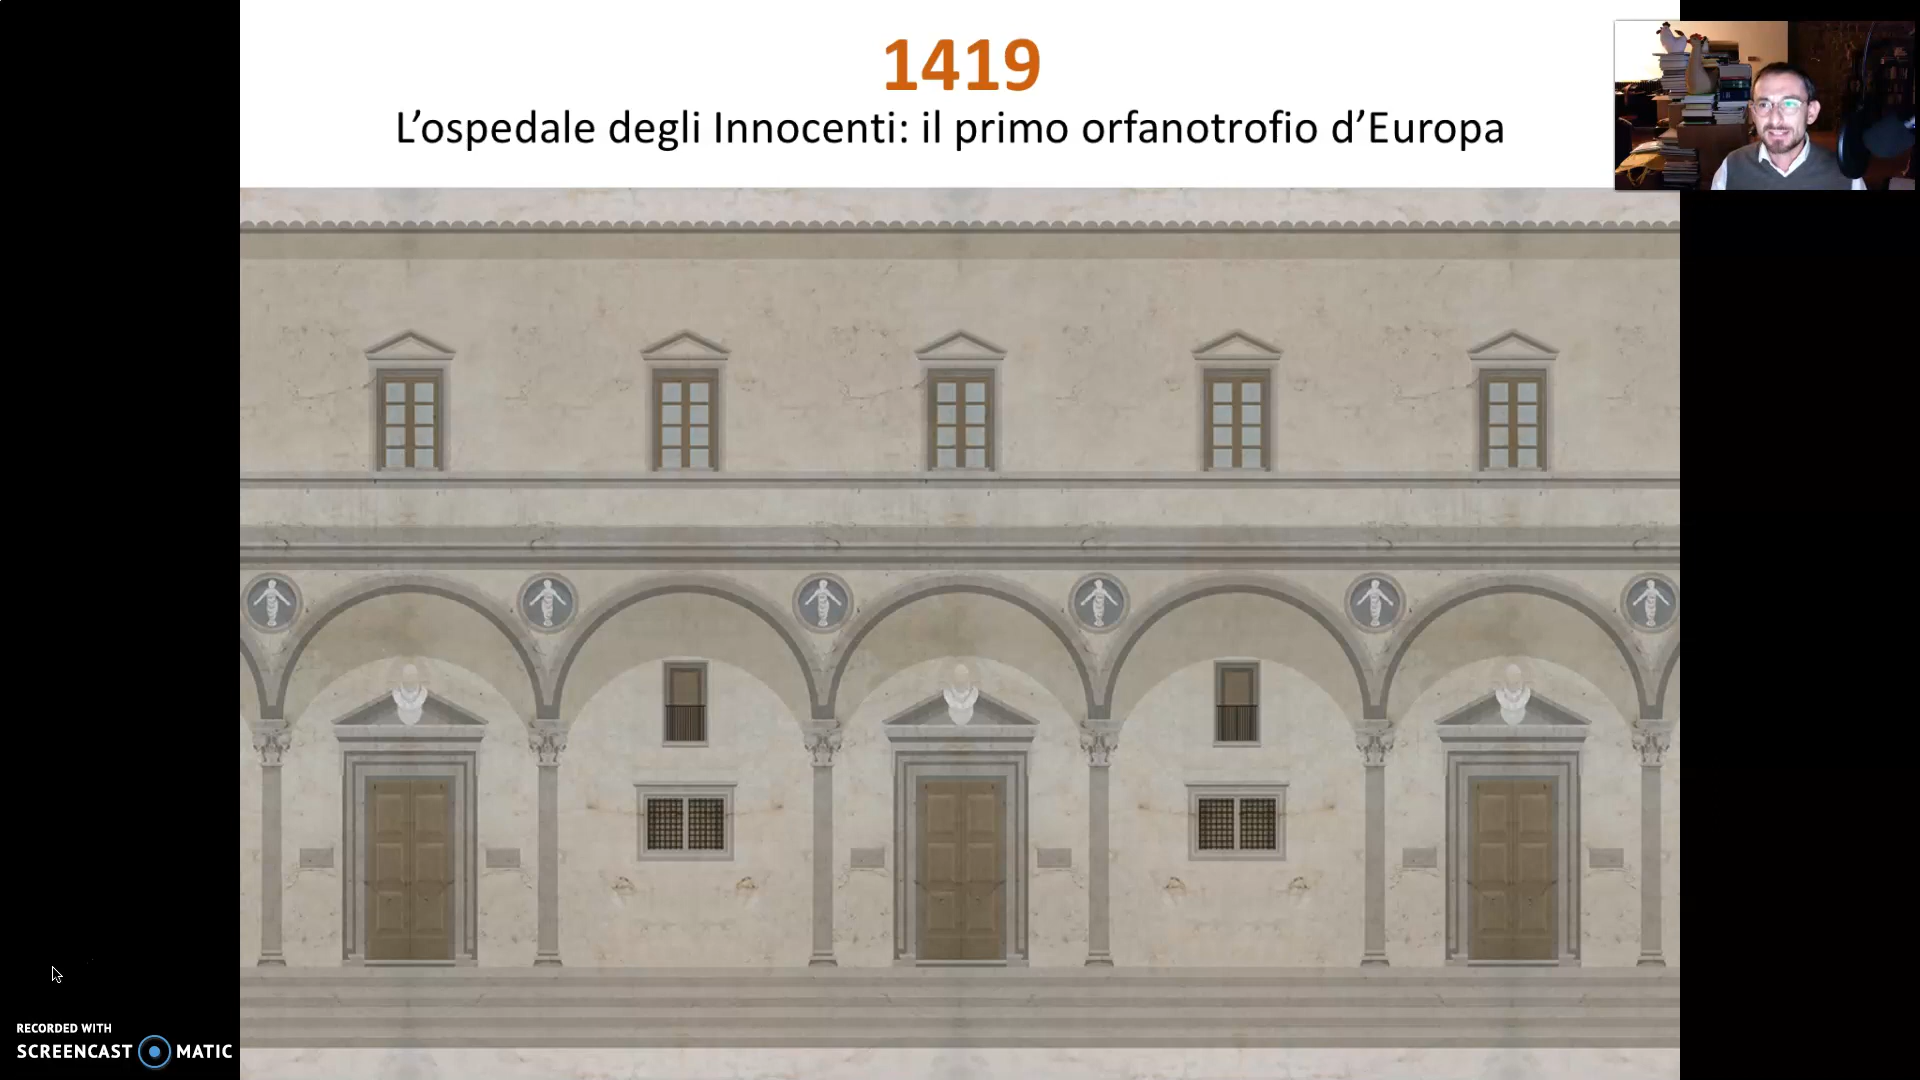 1419
L’ospedale degli Innocenti: il primo orfanotrofio d’Europa
RECORDED WITH
SCREENCAST MATIC